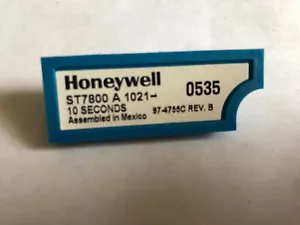 Honeywell
ST7800 A 1021 0535
10 SECONDS 97-4755C REV. B
Assembled in Mexico